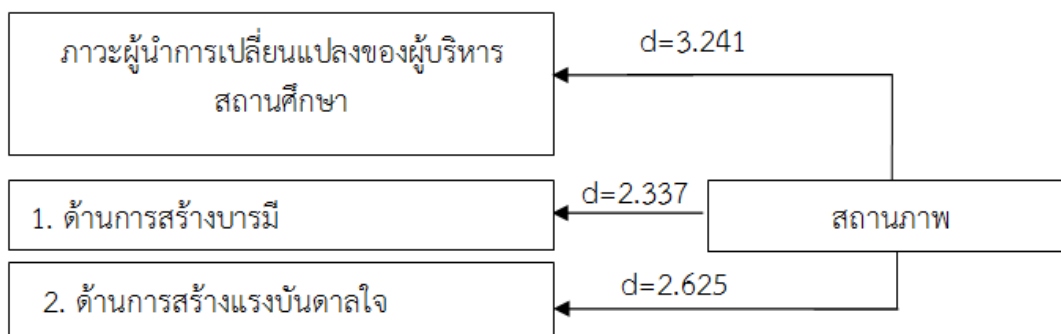 ภาวะผู้นำการเปลี่ยนแปลงของผู้บริหาร
สถานศึกษา
d=3.241
1. ด้านการสร้างบารมี
d=2.337
สถานภาพ
2. ด้านการสร้างแรงบันดาลใจ
d=2.625